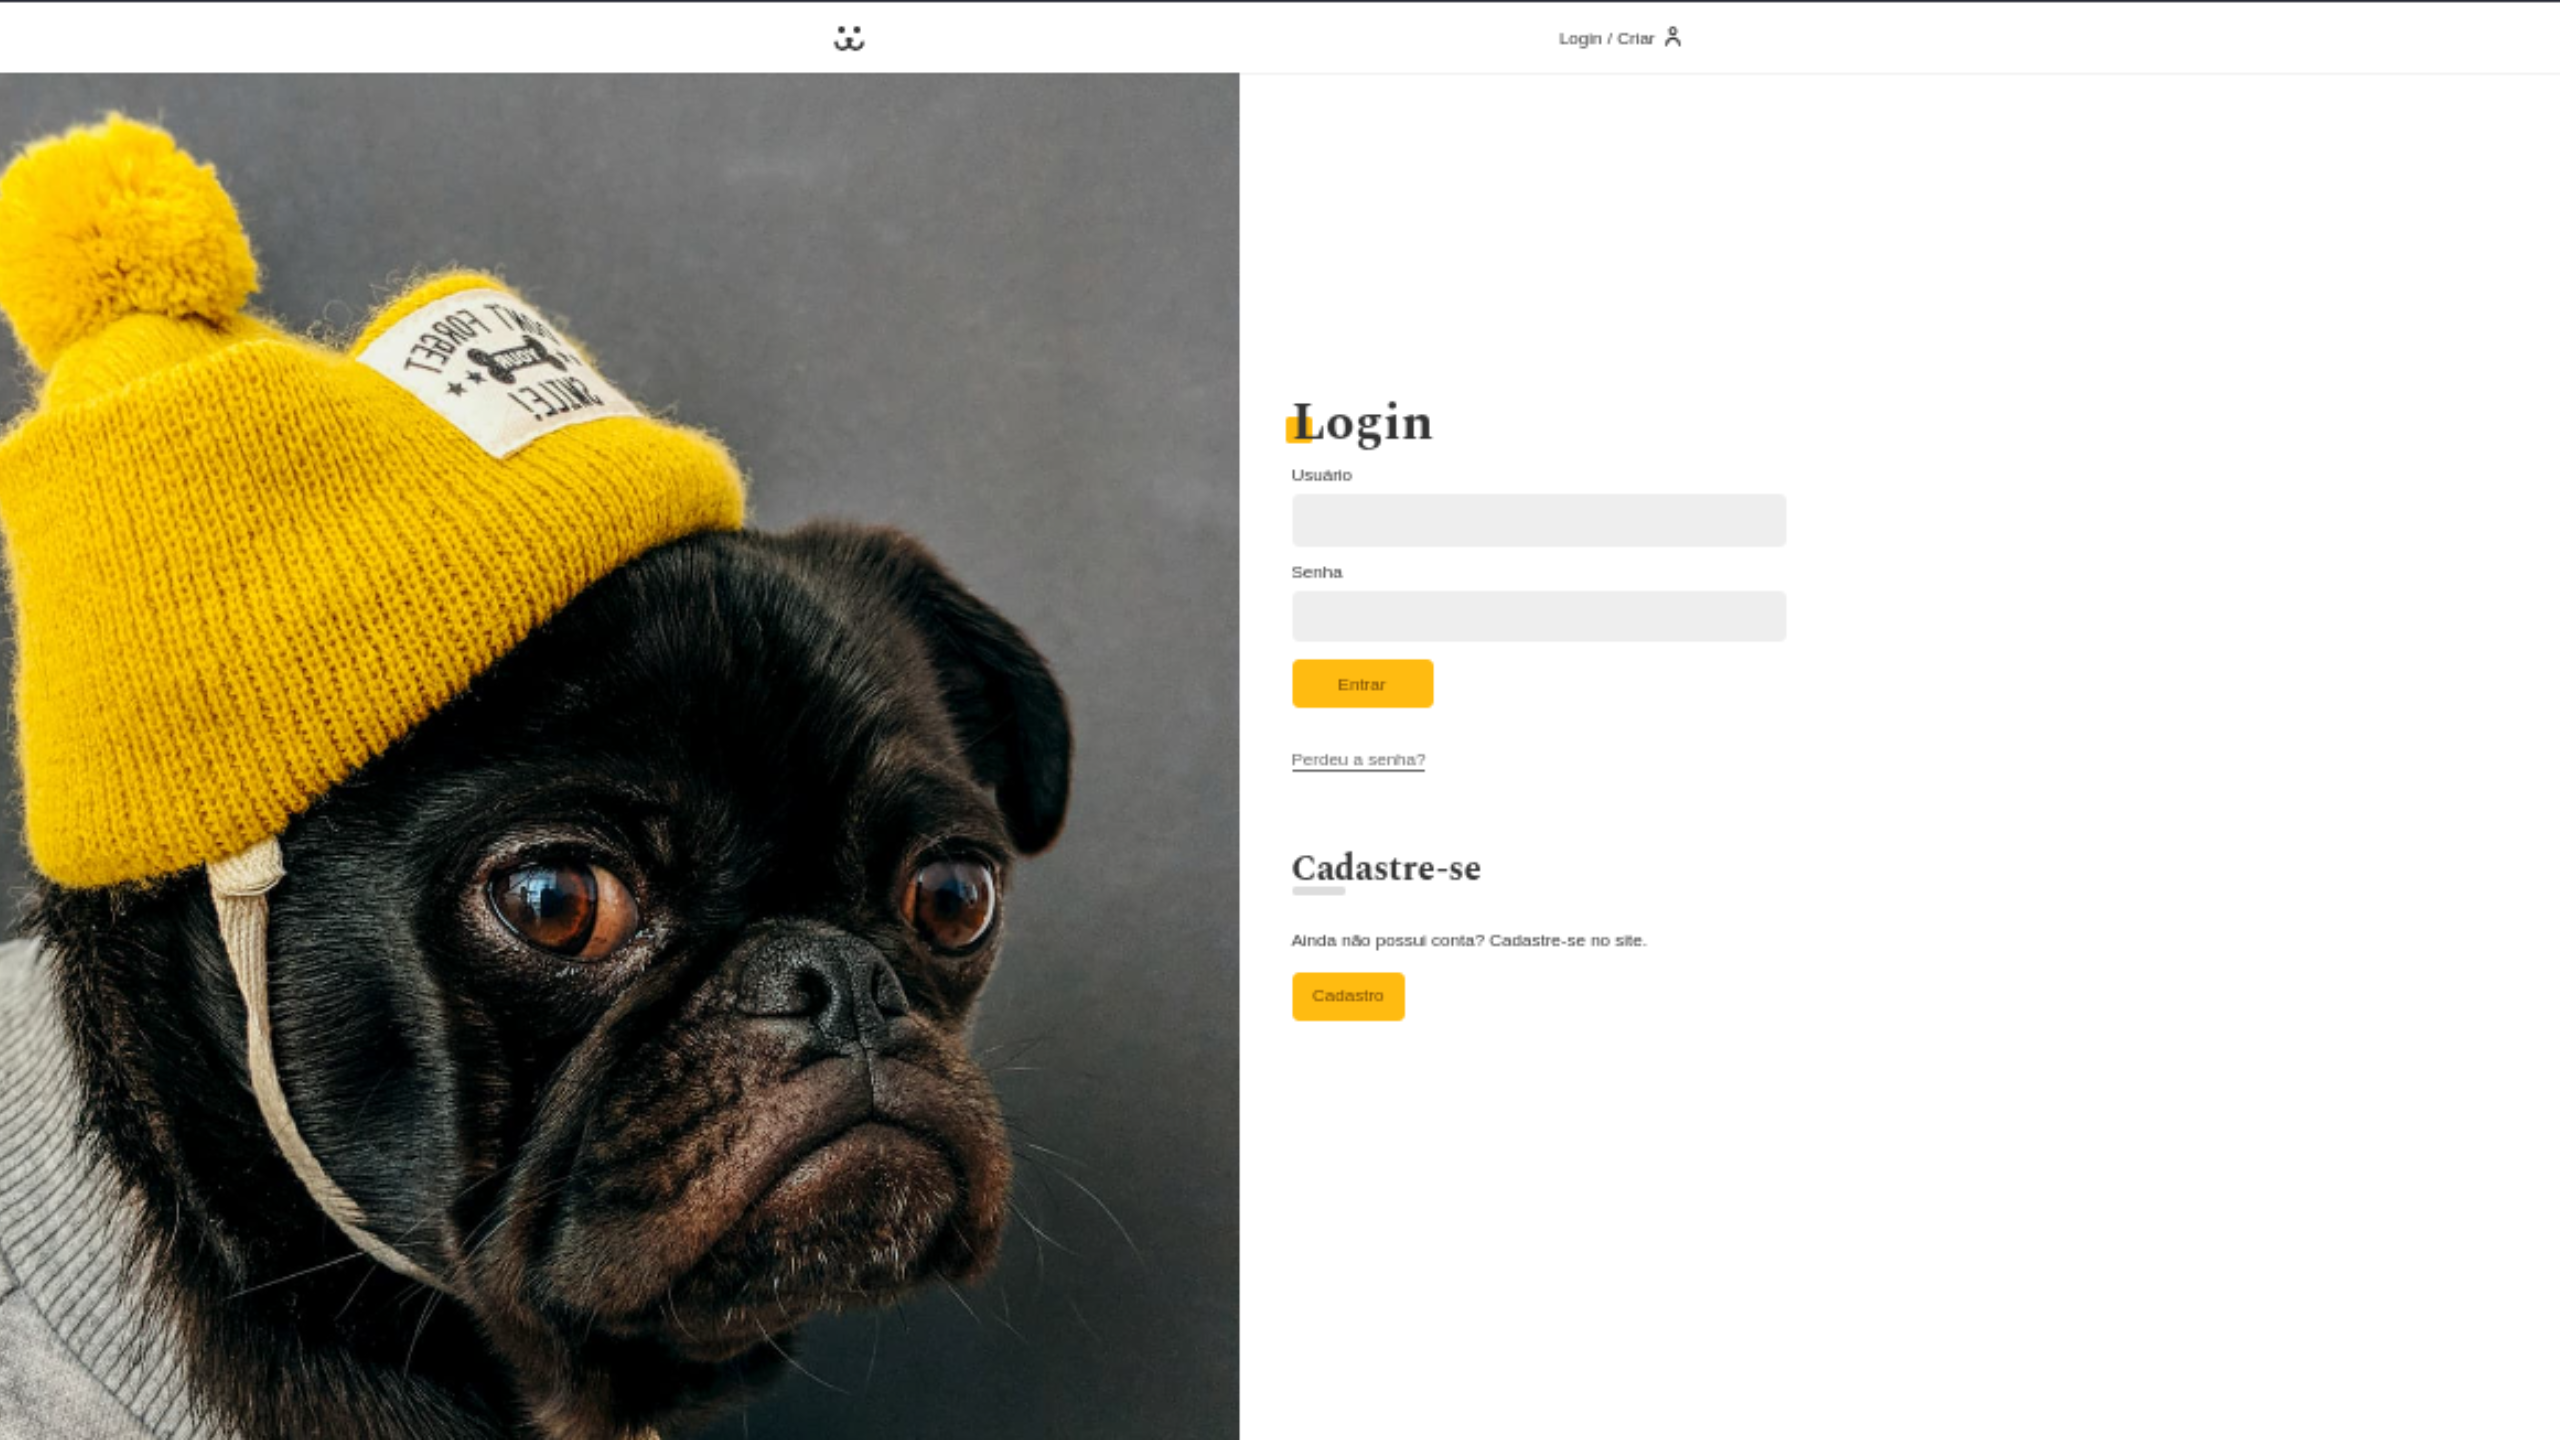 Login / Criar
DON'T FORGET
YOUR
SMILE!
Login
Usuário
Senha
Entrar
Perdeu a senha?
Cadastre-se
Ainda não possui conta? Cadastre-se no site.
Cadastro